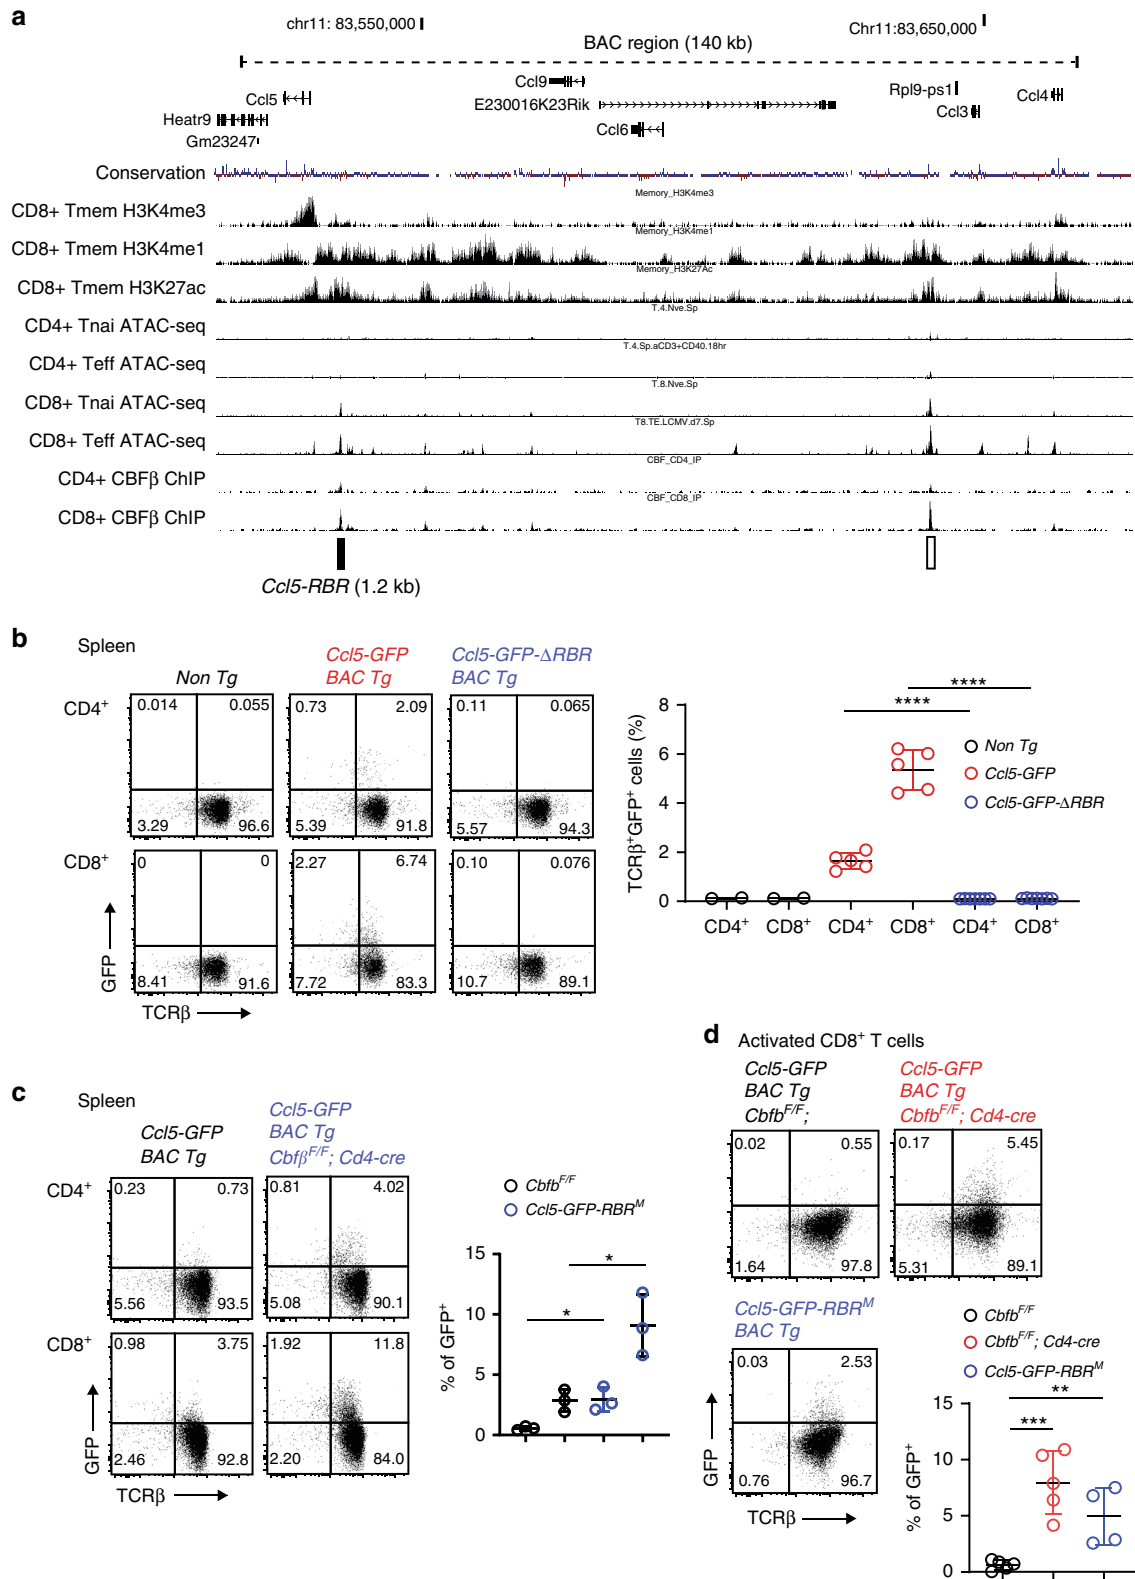 a
chr11: 83,550,000
Chr11:83,650,000
BAC region (140 kb)
Ccl9
Ccl5
E230016K23Rik
Rpl9-ps1
Ccl4
Heatr9
Ccl6
Ccl3
Gm23247
Conservation
Memory_H3K4me3
CD8+ Tmem H3K4me3
Memory_H3K4me1
CD8+ Tmem H3K4me1
Memory_H3K27Ac
CD8+ Tmem H3K27ac
T.4.Nve.Sp
CD4+ Tnai ATAC-seq
T.4.Sp.aCD3+CD40.18hr
CD4+ Teff ATAC-seq
T.8.Nve.Sp
CD8+ Tnai ATAC-seq
T8.TE.LCMV.d7.Sp
CD8+ Teff ATAC-seq
CBF_CD4_IP
CD4+ CBFβ ChIP
CBF_CD8_IP
CD8+ CBFβ ChIP
Ccl5-RBR (1.2 kb)
b
Spleen
Non Tg
Ccl5-GFP
BAC Tg
Ccl5-GFP-ΔRBR
BAC Tg
CD4⁺
0.014 0.055
3.29 96.6
0.73 2.09
5.39 91.8
0.11 0.065
5.57 94.3
CD8⁺
0 0
8.41 91.6
2.27 6.74
7.72 83.3
0.10 0.076
10.7 89.1
GFP
TCRβ
TCRβ⁺GFP⁺ cells (%)
8
6
4
2
0
****
****
Non Tg
Ccl5-GFP
Ccl5-GFP-ΔRBR
CD4⁺ CD8⁺ CD4⁺ CD8⁺ CD4⁺ CD8⁺
c
Spleen
Ccl5-GFP
BAC Tg
Ccl5-GFP
BAC Tg
Cbfβ^F/F; Cd4-cre
CD4⁺
0.23 0.73
5.56 93.5
0.81 4.02
5.08 90.1
CD8⁺
0.98 3.75
2.46 92.8
1.92 11.8
2.20 84.0
GFP
TCRβ
Cbfb^F/F
Ccl5-GFP-RBR^M
% of GFP⁺
15
10
5
0
*
*
d
Activated CD8⁺ T cells
Ccl5-GFP
BAC Tg
Cbfb^F/F;
Ccl5-GFP
BAC Tg
Cbfb^F/F; Cd4-cre
0.02 0.55
1.64 97.8
0.17 5.45
5.31 89.1
Ccl5-GFP-RBR^M
BAC Tg
0.03 2.53
0.76 96.7
GFP
TCRβ
Cbfb^F/F
Cbfb^F/F; Cd4-cre
Ccl5-GFP-RBR^M
% of GFP⁺
15
10
5
0
**
***